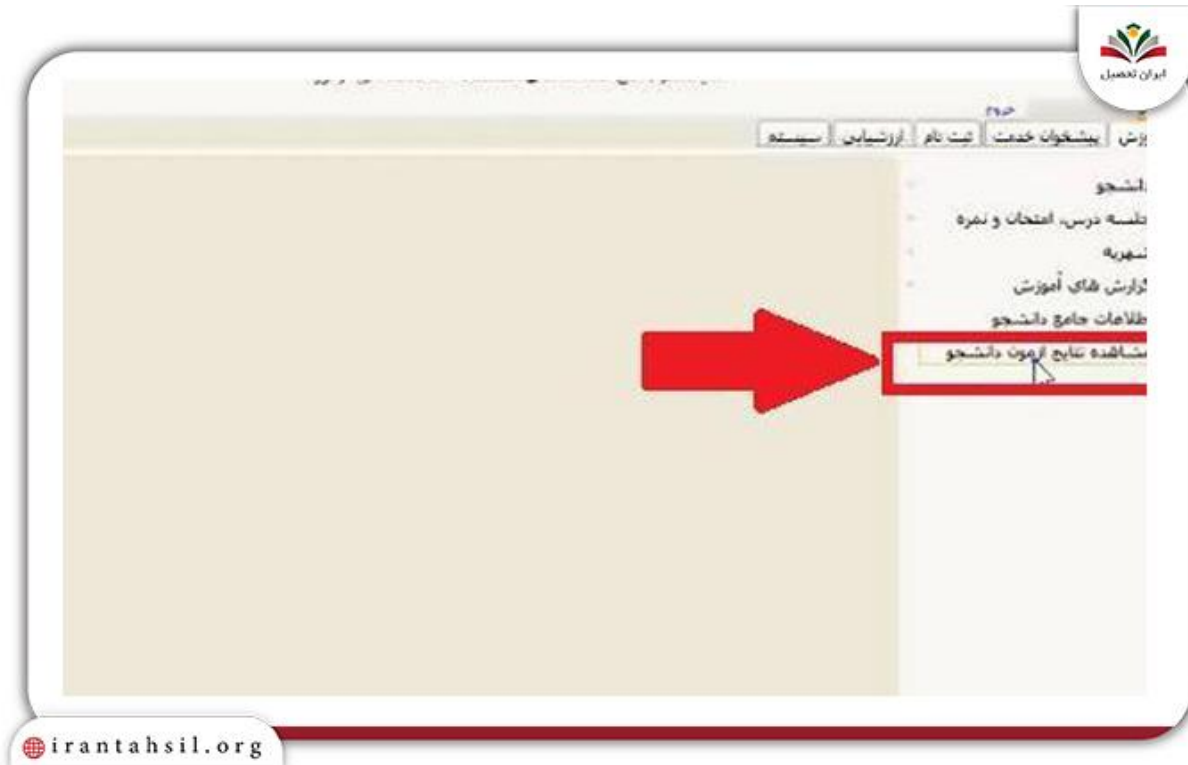 ایران تحصیل
خروج
پیشخوان خدمت ثبت نام ارزشیابی سیستم
دانشجو
جلسه درس، امتحان و نمره
شهریه
گزارش های آموزش
اطلاعات جامع دانشجو
مشاهده نتایج آزمون دانشجو
irantahsil.org